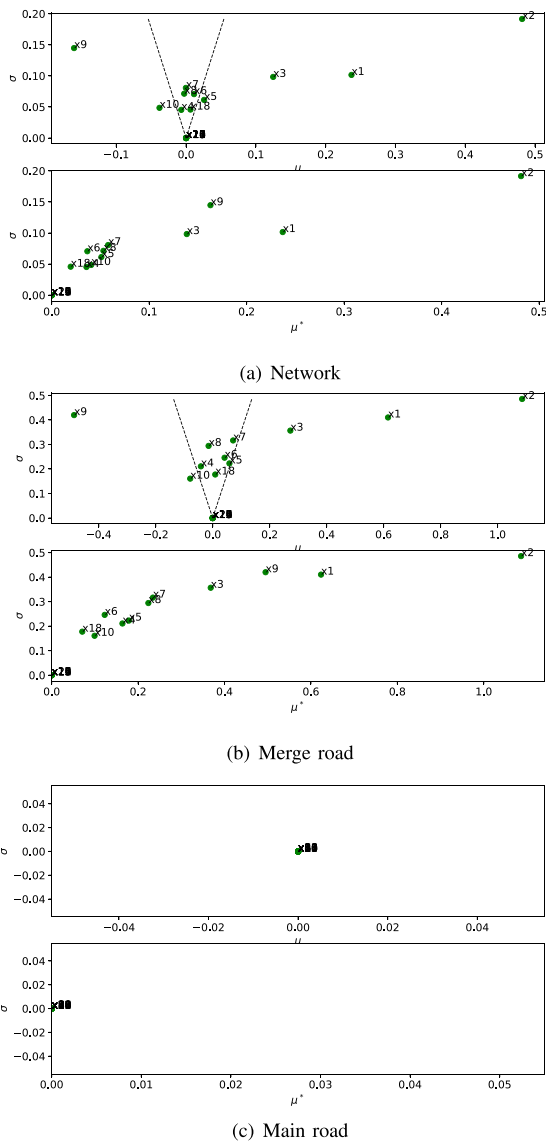 0.20
0.15
0.10
0.05
0.00
σ
x2
x9
x3
x1
x7
x8
x6
x5
x10
x4
x18
−0.1 0.0 0.1 0.2 0.3 0.4 0.5
μ
0.20
0.15
0.10
0.05
0.00
σ
x2
x9
x1
x3
x7
x6
x8
x5
x10
x18
x4
0.0 0.1 0.2 0.3 0.4 0.5
μ*
(a) Network
0.5
0.4
0.3
0.2
0.1
0.0
σ
x2
x9
x1
x3
x7
x8
x6
x4
x5
x18
x10
−0.4 −0.2 0.0 0.2 0.4 0.6 0.8 1.0
μ
0.5
0.4
0.3
0.2
0.1
0.0
σ
x2
x9
x1
x3
x7
x8
x6
x5
x4
x18
x10
0.0 0.2 0.4 0.6 0.8 1.0
μ*
(b) Merge road
0.04
0.02
0.00
−0.02
−0.04
σ
−0.04 −0.02 0.00 0.02 0.04
μ
0.04
0.02
0.00
−0.02
−0.04
σ
0.00 0.01 0.02 0.03 0.04 0.05
μ*
(c) Main road